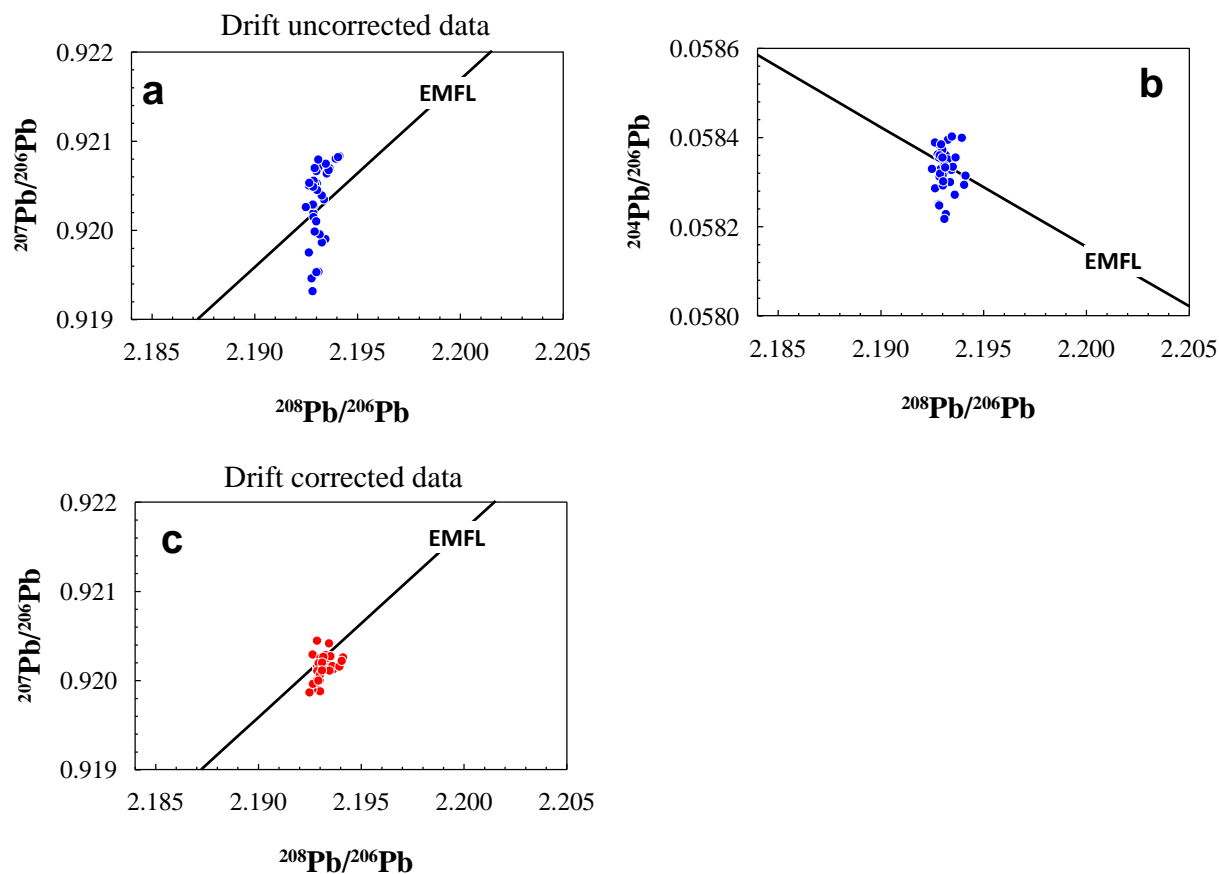 Drift uncorrected data
0.922
0.921
0.920
0.919
²⁰⁷Pb/²⁰⁶Pb
a
EMFL
2.185 2.190 2.195 2.200 2.205
²⁰⁸Pb/²⁰⁶Pb
0.0586
0.0584
0.0582
0.0580
²⁰⁴Pb/²⁰⁶Pb
b
EMFL
2.185 2.190 2.195 2.200 2.205
²⁰⁸Pb/²⁰⁶Pb
Drift corrected data
0.922
0.921
0.920
0.919
²⁰⁷Pb/²⁰⁶Pb
c
EMFL
2.185 2.190 2.195 2.200 2.205
²⁰⁸Pb/²⁰⁶Pb